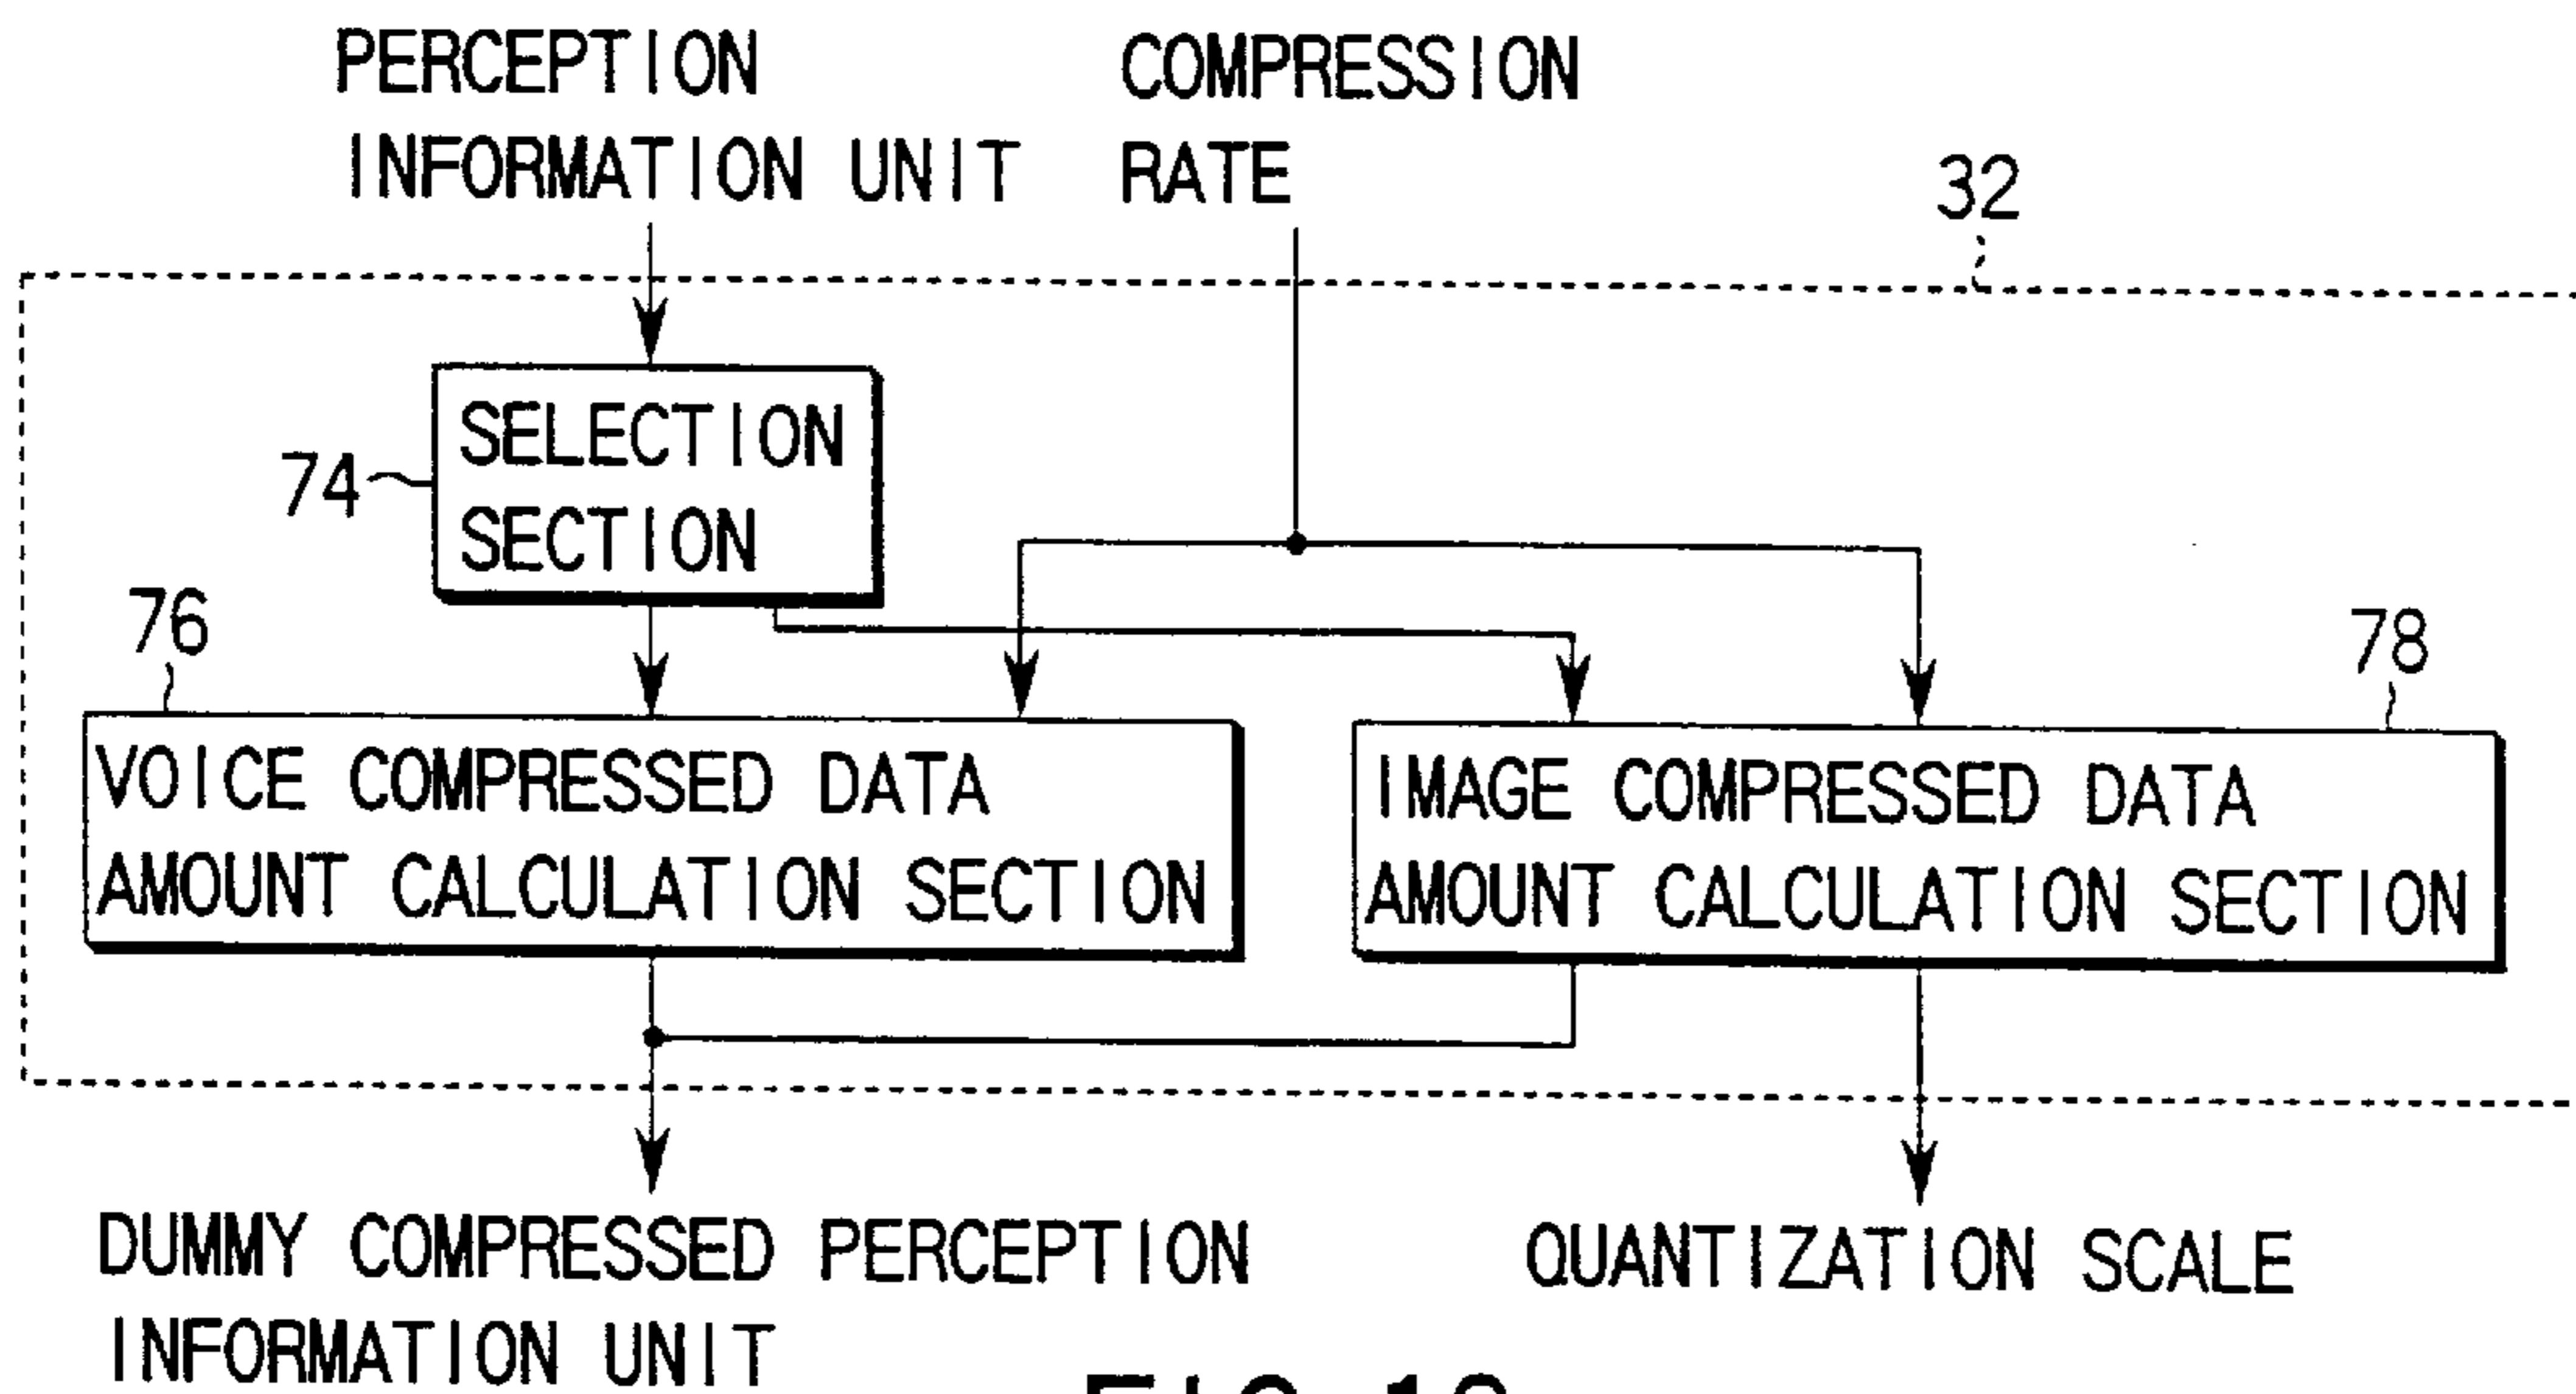 PERCEPTION
INFORMATION UNIT
COMPRESSION
RATE
32
74
SELECTION
SECTION
76
78
VOICE COMPRESSED DATA
AMOUNT CALCULATION SECTION
IMAGE COMPRESSED DATA
AMOUNT CALCULATION SECTION
DUMMY COMPRESSED PERCEPTION
INFORMATION UNIT
QUANTIZATION SCALE